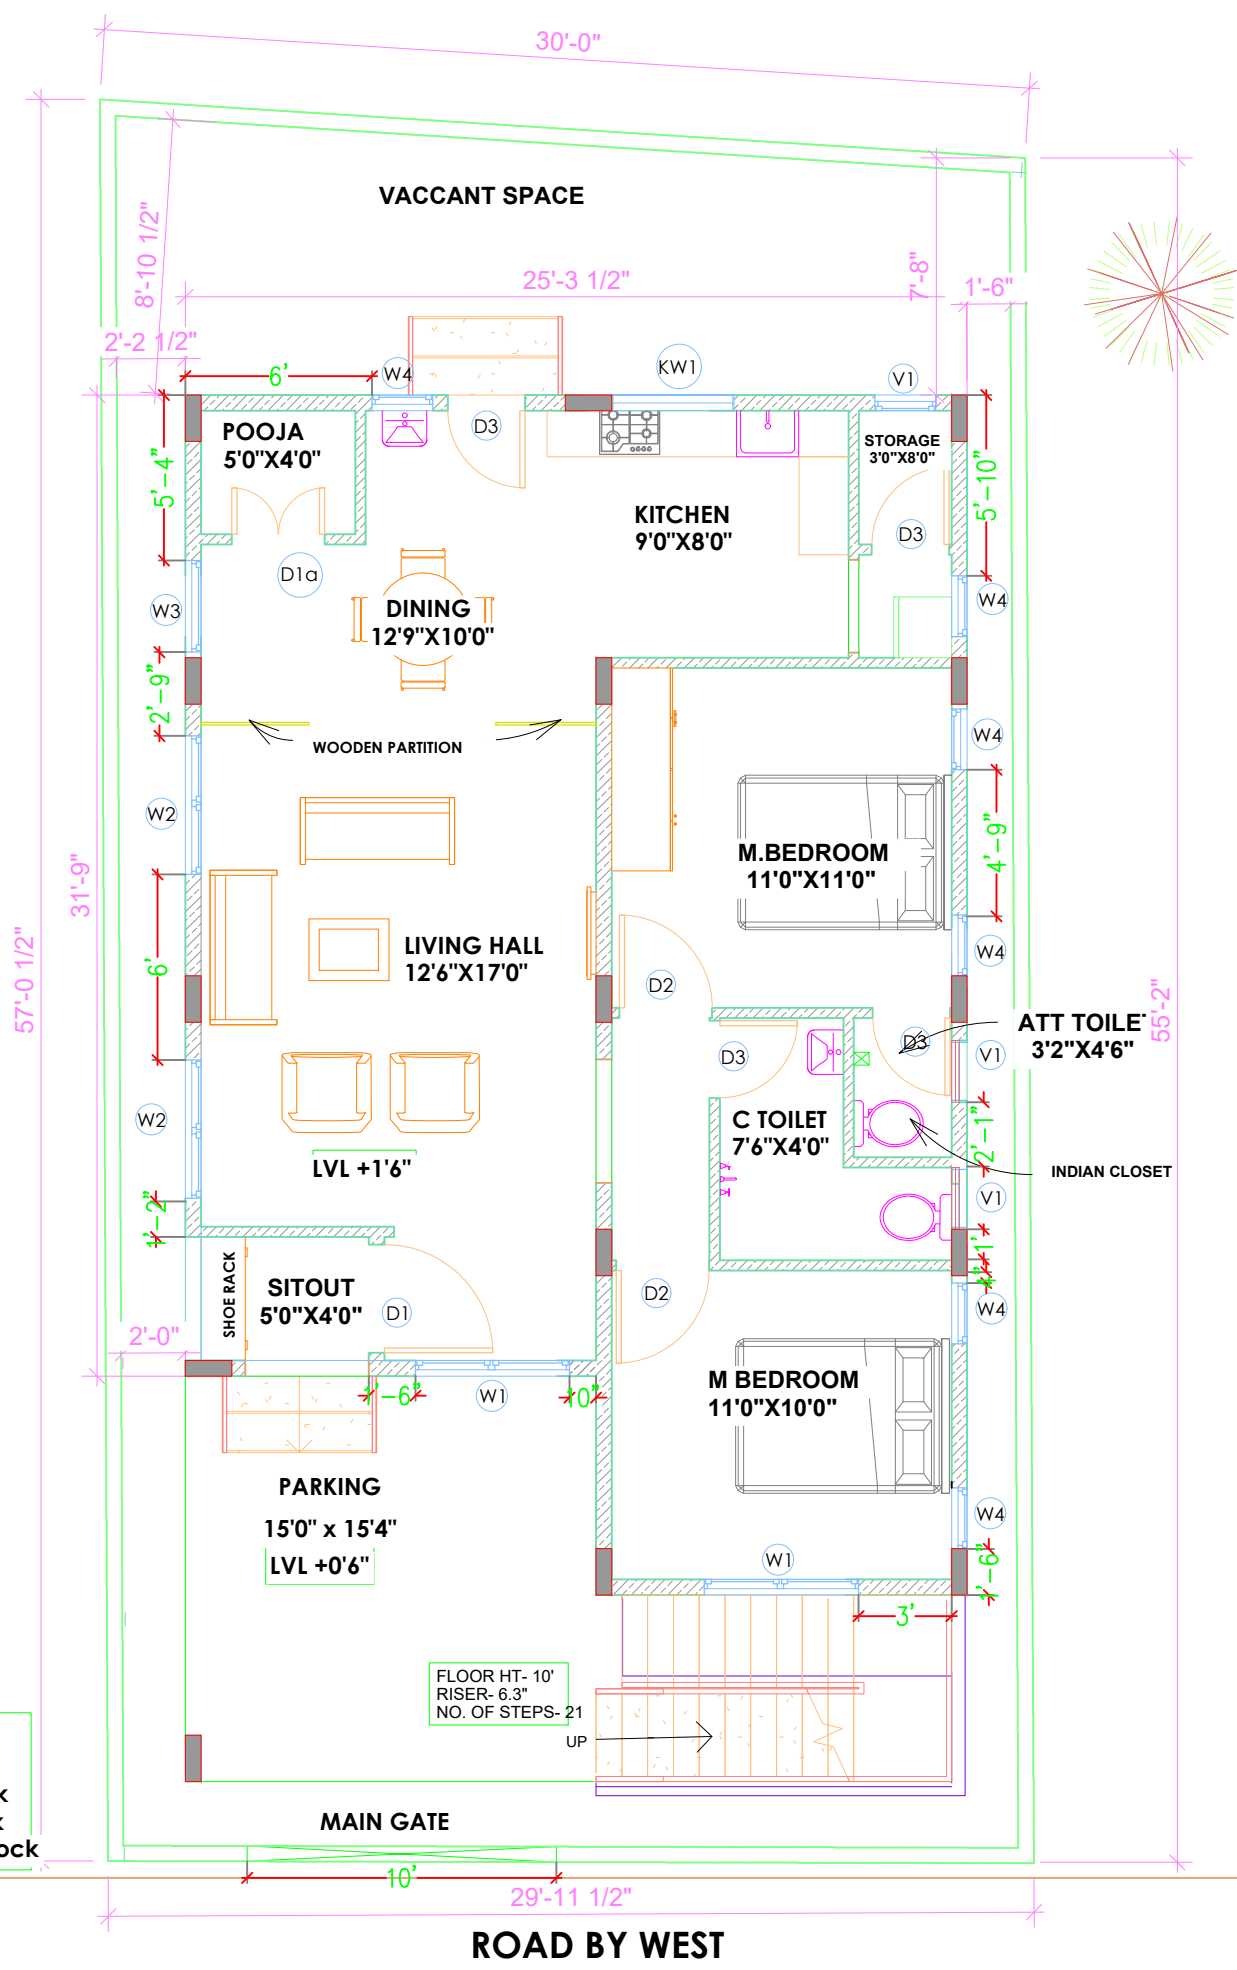 30'-0"
VACCANT SPACE
8'-10 1/2"
25'-3 1/2"
7'-8"
1'-6"
2'-2 1/2"
6'
W4
KW1
V1
D3
POOJA
5'0"X4'0"
STORAGE
3'0"X8'0"
5'-4"
5'-10"
KITCHEN
9'0"X8'0"
D3
D1a
W3
W4
DINING
12'9"X10'0"
2'-9"
WOODEN PARTITION
W4
W2
4'-9"
M.BEDROOM
11'0"X11'0"
31'-9"
57'-0 1/2"
55'-2"
6'
LIVING HALL
12'6"X17'0"
W4
D2
ATT TOILE
3'2"X4'6"
D3
D3
V1
W2
C TOILET
7'6"X4'0"
2'-1"
LVL +1'6"
INDIAN CLOSET
V1
1'-2"
1'
4"
SHOE RACK
SITOUT
5'0"X4'0"
D1
D2
W4
2'-0"
1'-6"
W1
10"
M BEDROOM
11'0"X10'0"
PARKING
15'0" x 15'4"
LVL +0'6"
W4
W1
1'-6"
3'
FLOOR HT- 10'
RISER- 6.3"
NO. OF STEPS- 21
UP
k
ock
MAIN GATE
10'
29'-11 1/2"
ROAD BY WEST